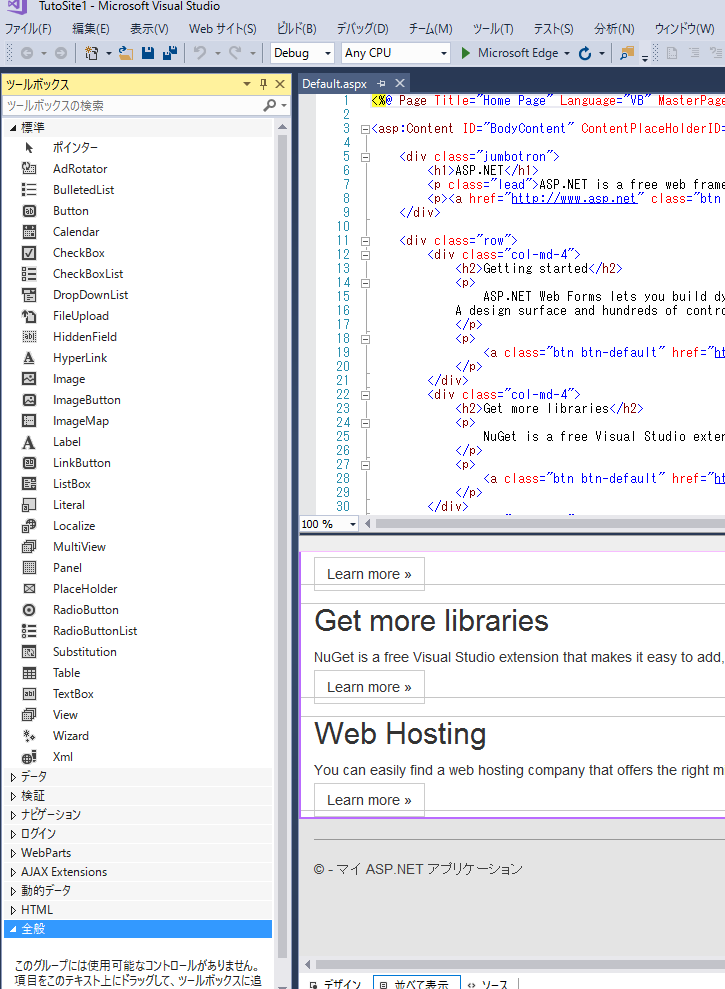 TutoSite1 - Microsoft Visual Studio
ファイル(F) 編集(E) 表示(V) Web サイト(S) ビルド(B) デバッグ(D) チーム(M) ツール(T) テスト(S) 分析(N) ウィンドウ(W)
Debug Any CPU Microsoft Edge
ツールボックス
ツールボックスの検索
標準
ポインター
AdRotator
BulletedList
Button
Calendar
CheckBox
CheckBoxList
DropDownList
FileUpload
HiddenField
HyperLink
Image
ImageButton
ImageMap
Label
LinkButton
ListBox
Literal
Localize
MultiView
Panel
PlaceHolder
RadioButton
RadioButtonList
Substitution
Table
TextBox
View
Wizard
Xml
データ
検証
ナビゲーション
ログイン
WebParts
AJAX Extensions
動的データ
HTML
全般
このグループには使用可能なコントロールがありません。
項目をこのテキスト上にドラッグして、ツールボックスに追
Default.aspx
1 <%@ Page Title="Home Page" Language="VB" MasterPage
2
3 <asp:Content ID="BodyContent" ContentPlaceHolderID=
4
5 <div class="jumbotron">
6 <h1>ASP.NET</h1>
7 <p class="lead">ASP.NET is a free web frame
8 <p><a href="http://www.asp.net" class="btn
9 </div>
10
11 <div class="row">
12 <div class="col-md-4">
13 <h2>Getting started</h2>
14 <p>
15 ASP.NET Web Forms lets you build dy
16 A design surface and hundreds of contro
17 </p>
18 <p>
19 <a class="btn btn-default" href="ht
20 </p>
21 </div>
22 <div class="col-md-4">
23 <h2>Get more libraries</h2>
24 <p>
25 NuGet is a free Visual Studio exten
26 </p>
27 <p>
28 <a class="btn btn-default" href="ht
29 </p>
30 </div>
100 %
Learn more »
Get more libraries
NuGet is a free Visual Studio extension that makes it easy to add,
Learn more »
Web Hosting
You can easily find a web hosting company that offers the right m
Learn more »
© - マイ ASP.NET アプリケーション
デザイン 並べて表示 ソース